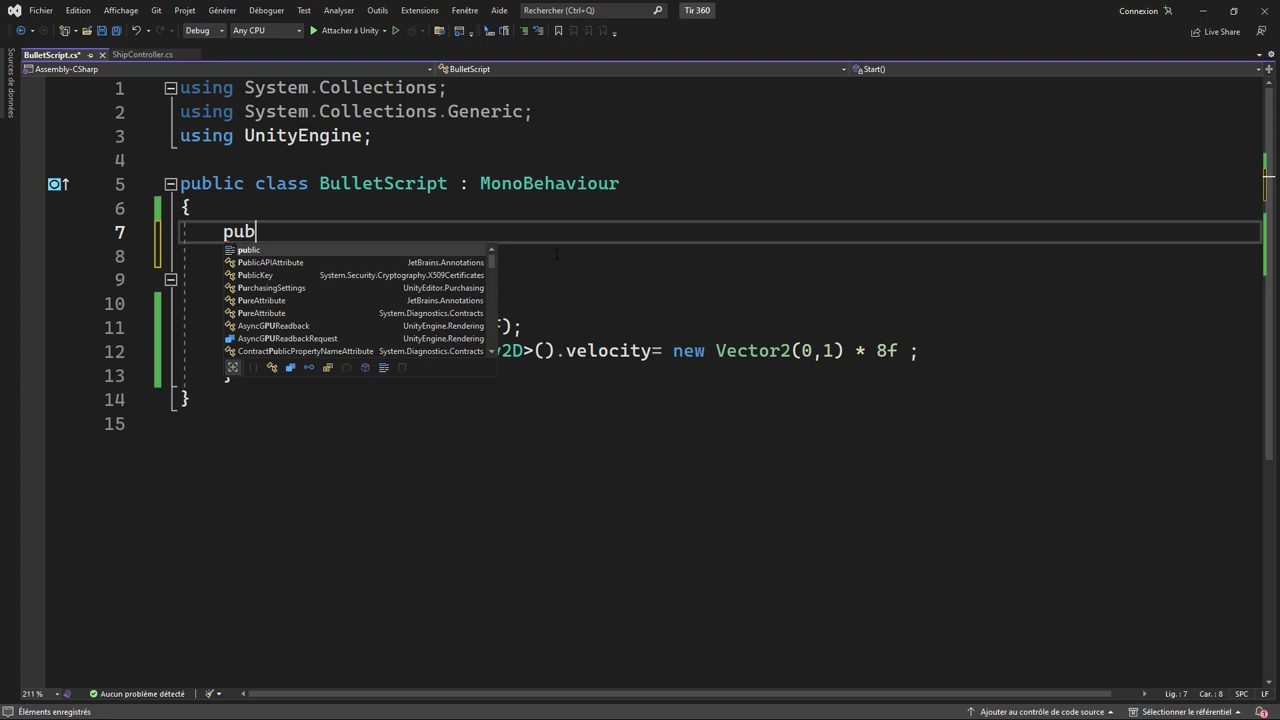 Fichier Edition Affichage Git Projet Générer Déboguer Test Analyser Outils Extensions Fenêtre Aide Rechercher (Ctrl+Q) Tir 360 Connexion
Debug Any CPU Attacher à Unity Live Share
Sources de données
BulletScript.cs* ShipController.cs
Assembly-CSharp BulletScript Start()
1 using System.Collections;
2 using System.Collections.Generic;
3 using UnityEngine;
4
5 public class BulletScript : MonoBehaviour
6 {
7 pub
8
9
10
11 f);
12 y2D>().velocity= new Vector2(0,1) * 8f ;
13 }
14 }
15
public
PublicAPIAttribute JetBrains.Annotations
PublicKey System.Security.Cryptography.X509Certificates
PurchasingSettings UnityEditor.Purchasing
PureAttribute JetBrains.Annotations
PureAttribute System.Diagnostics.Contracts
AsyncGPUReadback UnityEngine.Rendering
AsyncGPUReadbackRequest UnityEngine.Rendering
ContractPublicPropertyNameAttribute System.Diagnostics.Contracts
211 % Aucun problème détecté Lig. : 7 Car. : 8 SPC LF
Éléments enregistrés Ajouter au contrôle de code source Sélectionner le référentiel 1